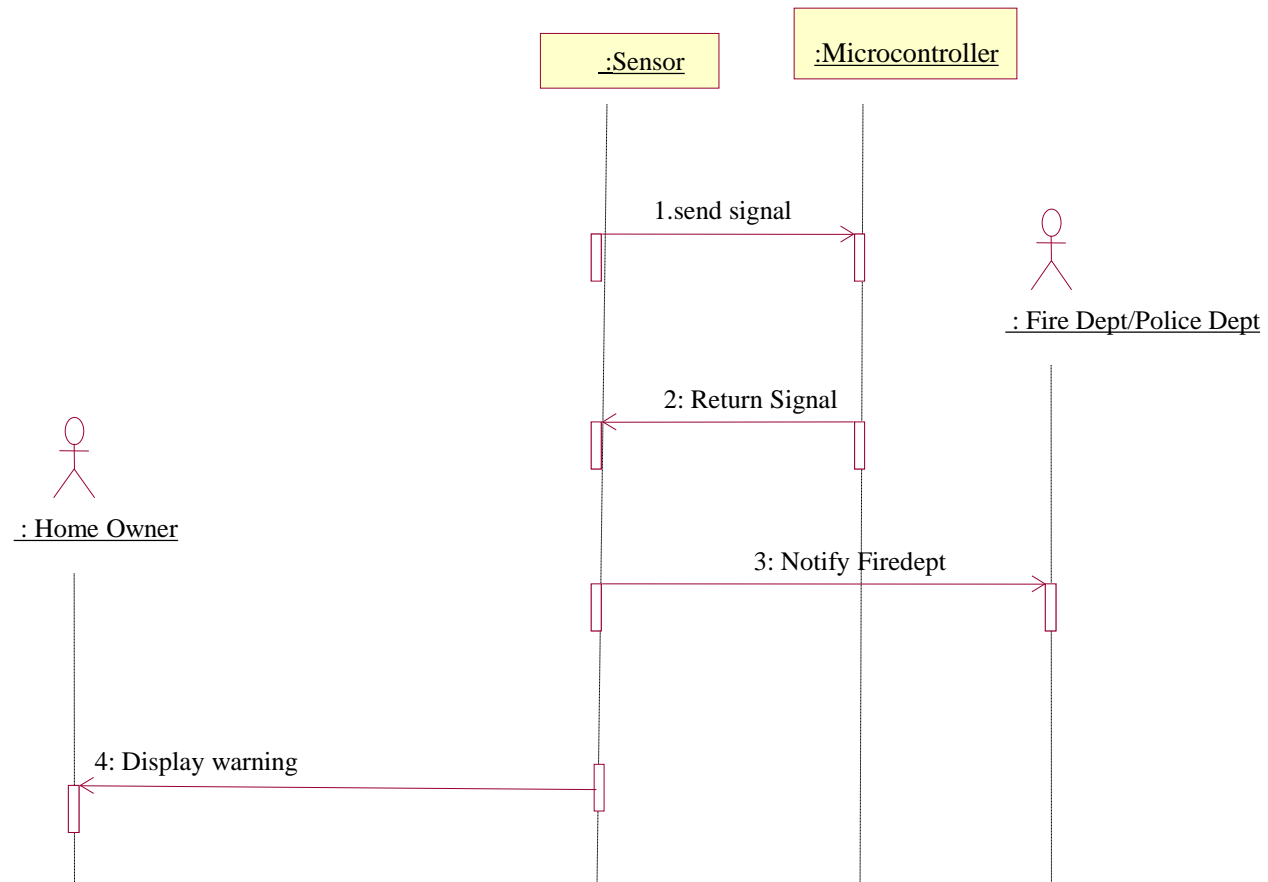 :Sensor
:Microcontroller
1.send signal
: Fire Dept/Police Dept
2: Return Signal
: Home Owner
3: Notify Firedept
4: Display warning